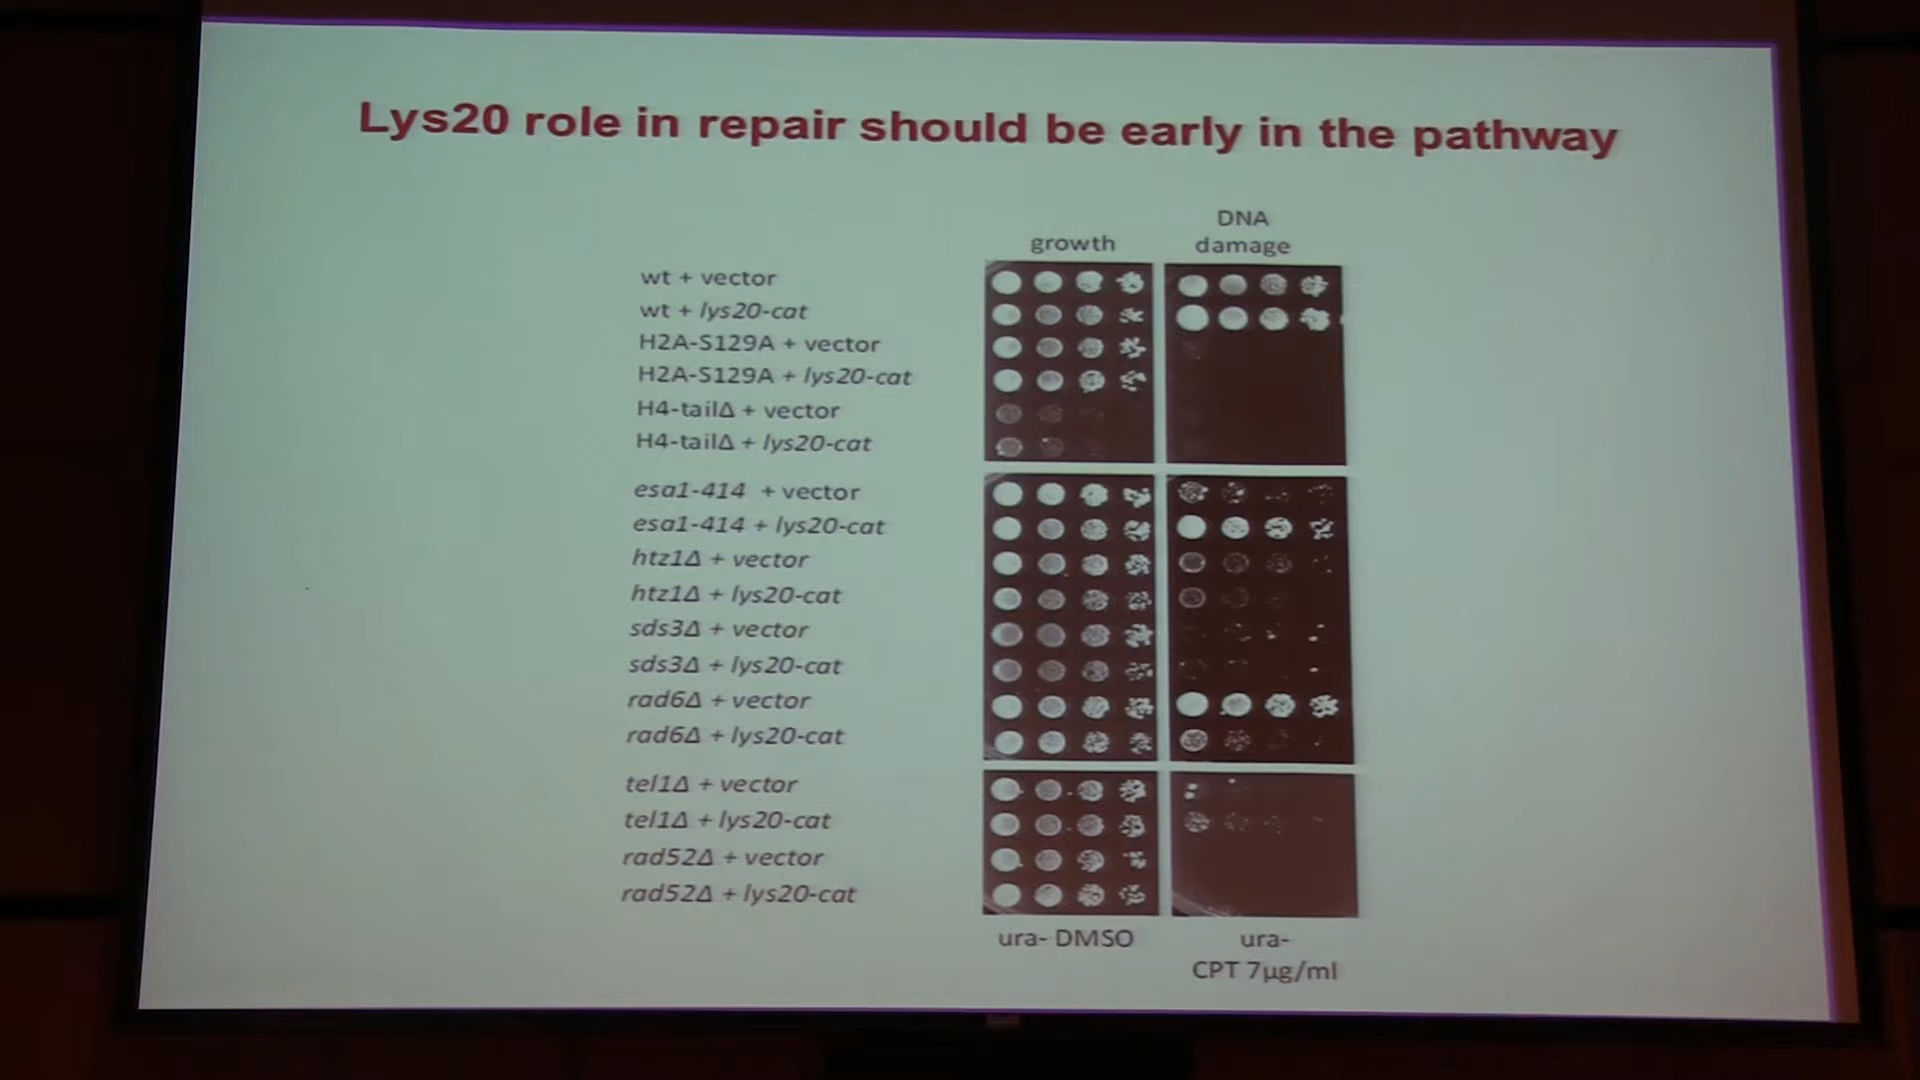 Lys20 role in repair should be early in the pathway
DNA
growth damage
wt + vector
wt + lys20-cat
H2A-S129A + vector
H2A-S129A + lys20-cat
H4-tailΔ + vector
H4-tailΔ + lys20-cat
esa1-414 + vector
esa1-414 + lys20-cat
htz1Δ + vector
htz1Δ + lys20-cat
sds3Δ + vector
sds3Δ + lys20-cat
rad6Δ + vector
rad6Δ + lys20-cat
tel1Δ + vector
tel1Δ + lys20-cat
rad52Δ + vector
rad52Δ + lys20-cat
ura- DMSO ura-
CPT 7µg/ml